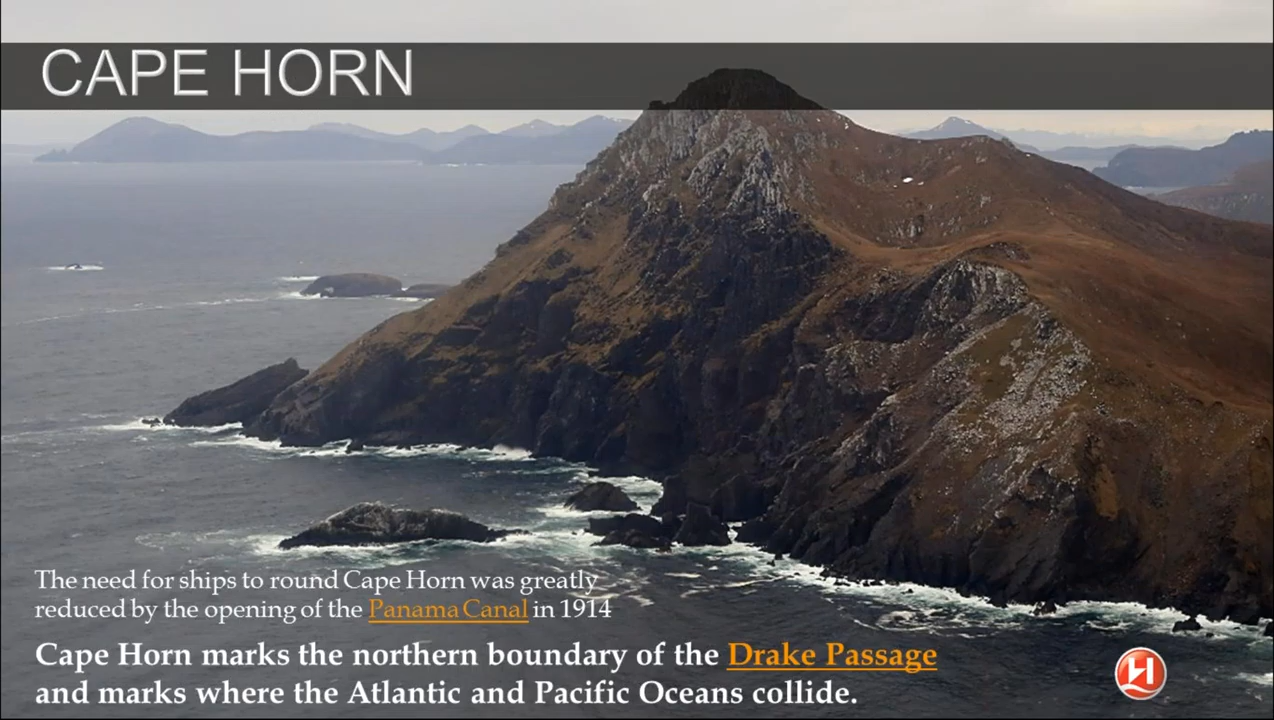 CAPE HORN
The need for ships to round Cape Horn was greatly
reduced by the opening of the Panama Canal in 1914
Cape Horn marks the northern boundary of the Drake Passage
and marks where the Atlantic and Pacific Oceans collide.